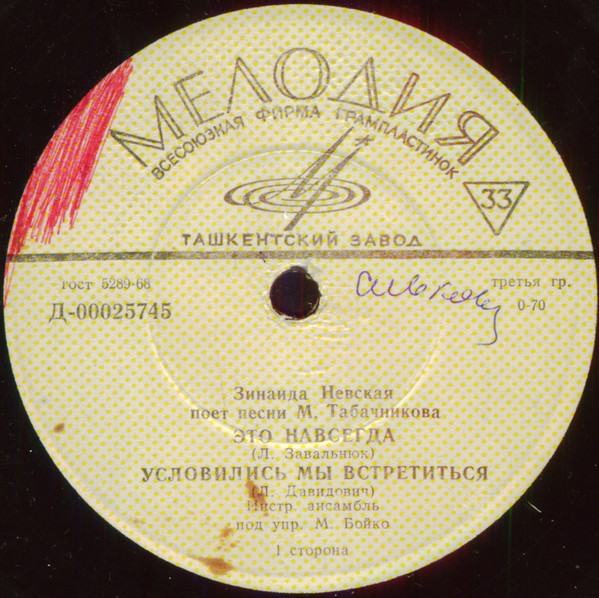 МЕЛОДИЯ
ВСЕСОЮЗНАЯ ФИРМА ГРАМПЛАСТИНОК
33
ТАШКЕНТСКИЙ ЗАВОД
гост 5289-68
третья гр.
Д-00025745
0-70
Зинаида Невская
поет песни М. Табачникова
ЭТО НАВСЕГДА
(Л. Завальнюк)
УСЛОВИЛИСЬ МЫ ВСТРЕТИТЬСЯ
(Л. Давидович)
Инстр. ансамбль
под упр. М. Бойко
I сторона